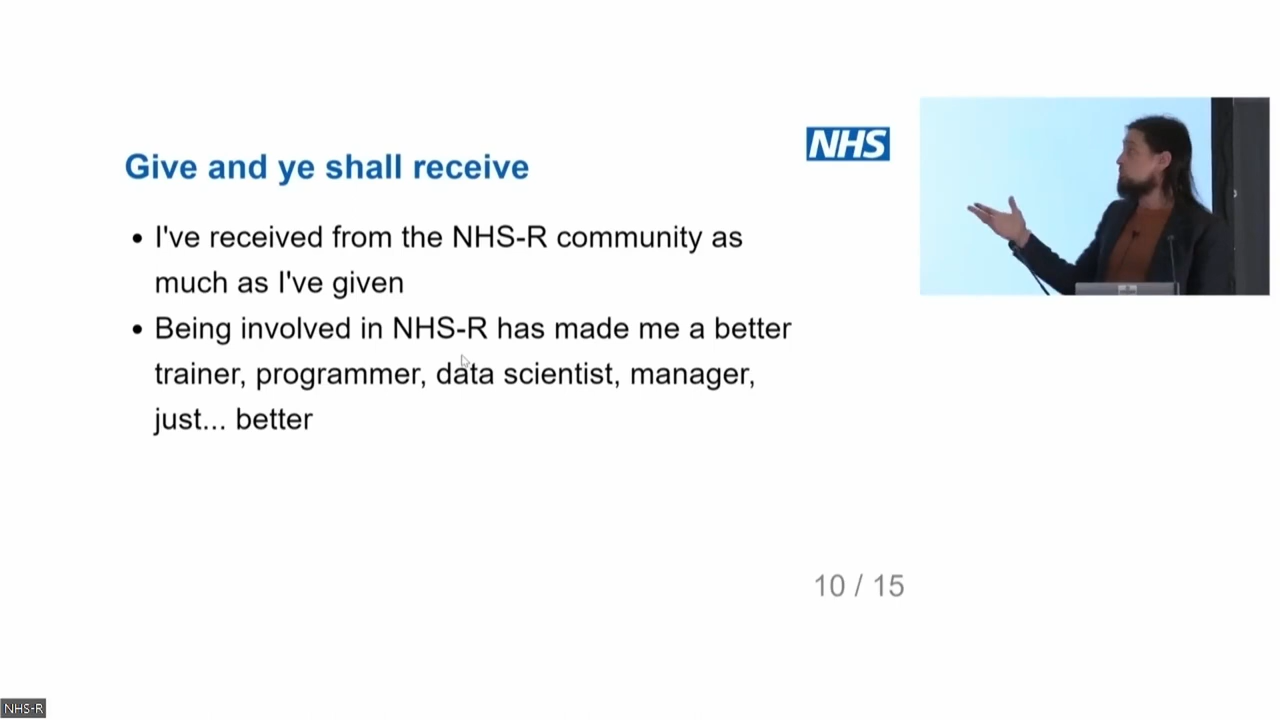 NHS
Give and ye shall receive
• I've received from the NHS-R community as
much as I've given
• Being involved in NHS-R has made me a better
trainer, programmer, data scientist, manager,
just... better
10 / 15
NHS-R